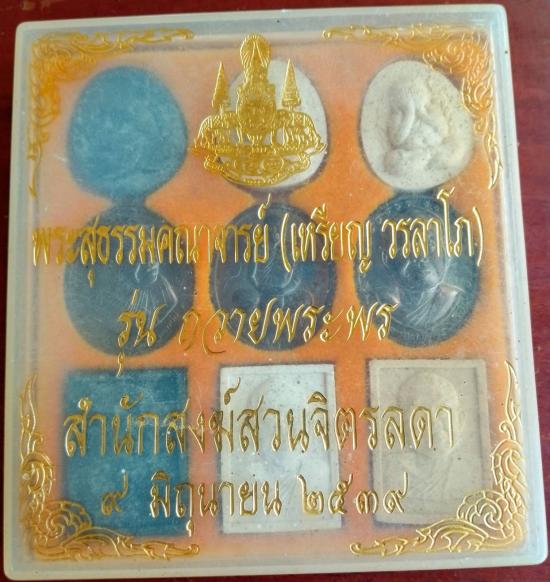 พระสุธรรมคณาจารย์ (เหรียญ วรลาโภ)
รุ่น ถวายพระพร
สำนักสงฆ์สวนจิตรลดา
๙ มิถุนายน ๒๕๓๙